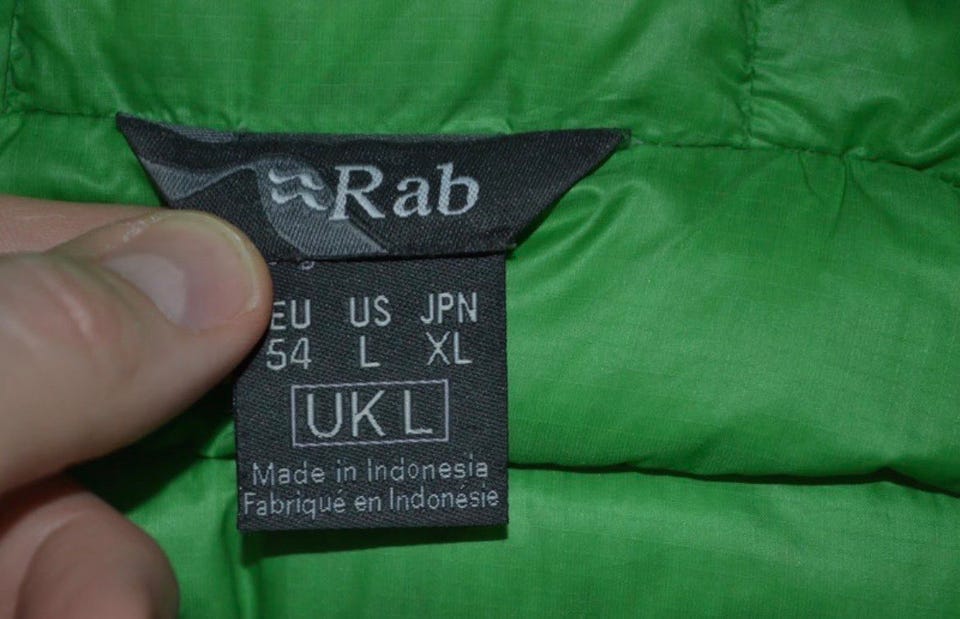 Rab
EU US JPN
54 L XL
UK L
Made in Indonesia
Fabriqué en Indonésie